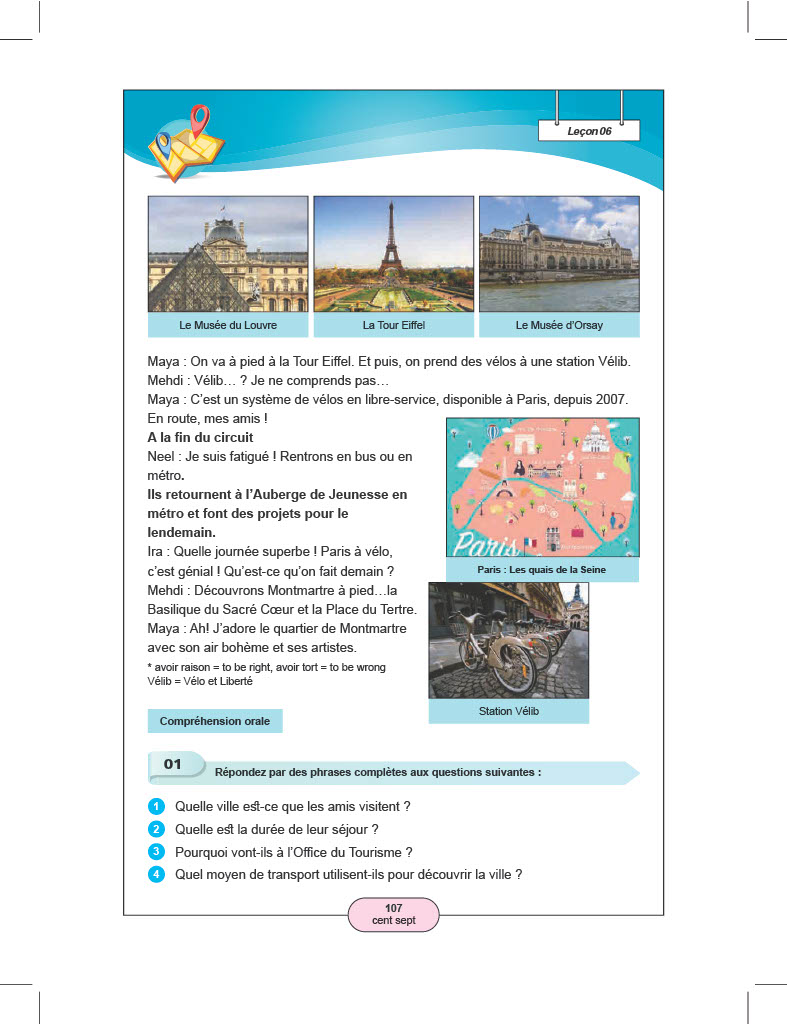 Leçon 06
Le Musée du Louvre
La Tour Eiffel
Le Musée d'Orsay
Maya : On va à pied à la Tour Eiffel. Et puis, on prend des vélos à une station Vélib.
Mehdi : Vélib… ? Je ne comprends pas…
Maya : C'est un système de vélos en libre-service, disponible à Paris, depuis 2007.
En route, mes amis !
A la fin du circuit
Neel : Je suis fatigué ! Rentrons en bus ou en
métro.
Ils retournent à l'Auberge de Jeunesse en
métro et font des projets pour le
lendemain.
Ira : Quelle journée superbe ! Paris à vélo,
c'est génial ! Qu'est-ce qu'on fait demain ?
Mehdi : Découvrons Montmartre à pied…la
Basilique du Sacré Cœur et la Place du Tertre.
Maya : Ah! J'adore le quartier de Montmartre
avec son air bohème et ses artistes.
* avoir raison = to be right, avoir tort = to be wrong
Vélib = Vélo et Liberté
Paris
Paris : Les quais de la Seine
Station Vélib
Compréhension orale
01
Répondez par des phrases complètes aux questions suivantes :
1 Quelle ville est-ce que les amis visitent ?
2 Quelle est la durée de leur séjour ?
3 Pourquoi vont-ils à l'Office du Tourisme ?
4 Quel moyen de transport utilisent-ils pour découvrir la ville ?
107
cent sept